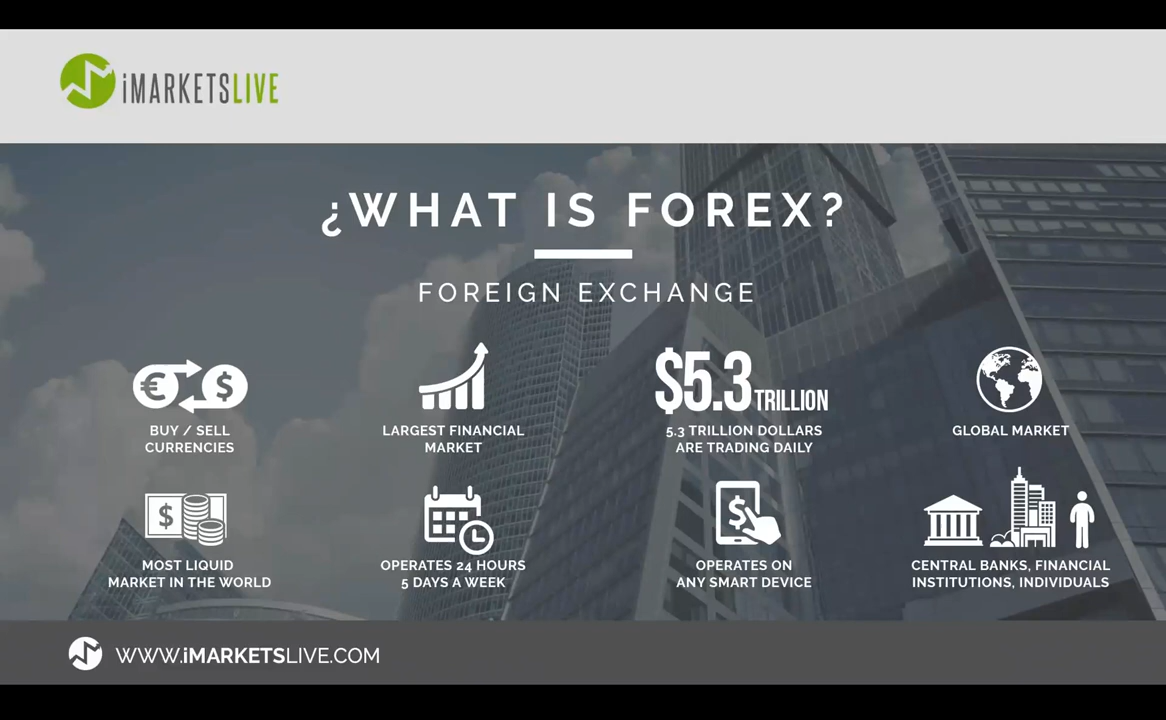 iMARKETSLIVE
¿WHAT IS FOREX?
FOREIGN EXCHANGE
€ $
BUY / SELL
CURRENCIES
LARGEST FINANCIAL
MARKET
$5.3 TRILLION
5.3 TRILLION DOLLARS
ARE TRADING DAILY
GLOBAL MARKET
$
MOST LIQUID
MARKET IN THE WORLD
OPERATES 24 HOURS
5 DAYS A WEEK
$
OPERATES ON
ANY SMART DEVICE
CENTRAL BANKS, FINANCIAL
INSTITUTIONS, INDIVIDUALS
WWW.iMARKETSLIVE.COM